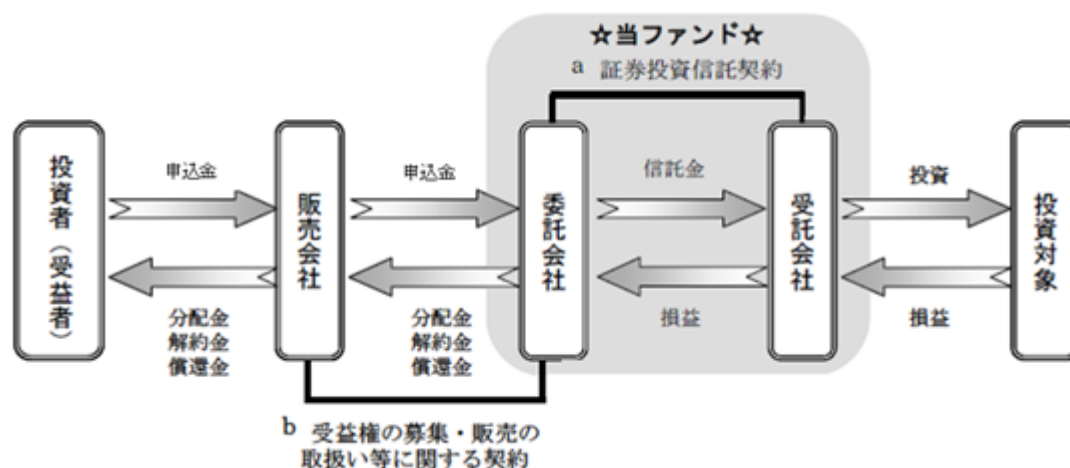 ☆当ファンド☆
a 証券投資信託契約
投資者（受益者）
申込金
分配金
解約金
償還金
販売会社
申込金
分配金
解約金
償還金
委託会社
信託金
損益
受託会社
投資
損益
投資対象
b 受益権の募集・販売の
取扱い等に関する契約